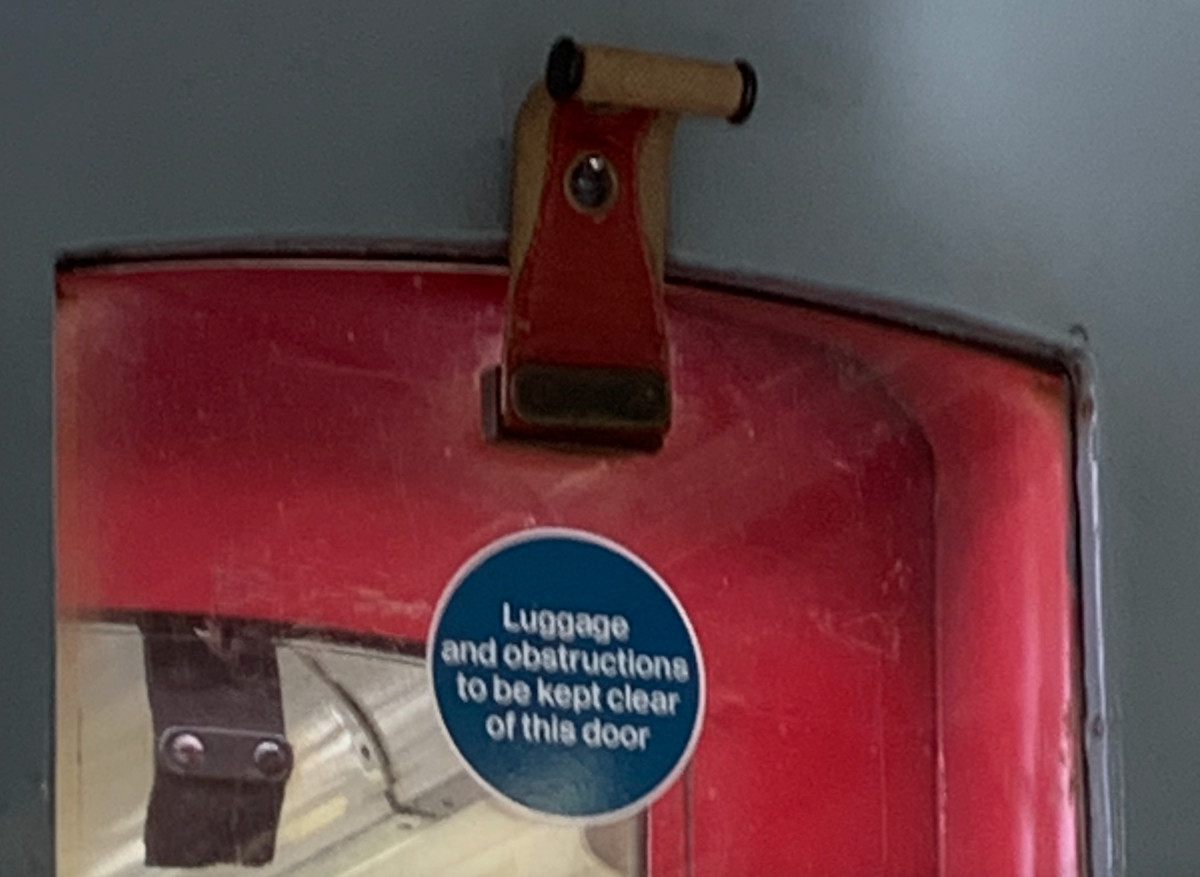 Luggage
and obstructions
to be kept clear
of this door